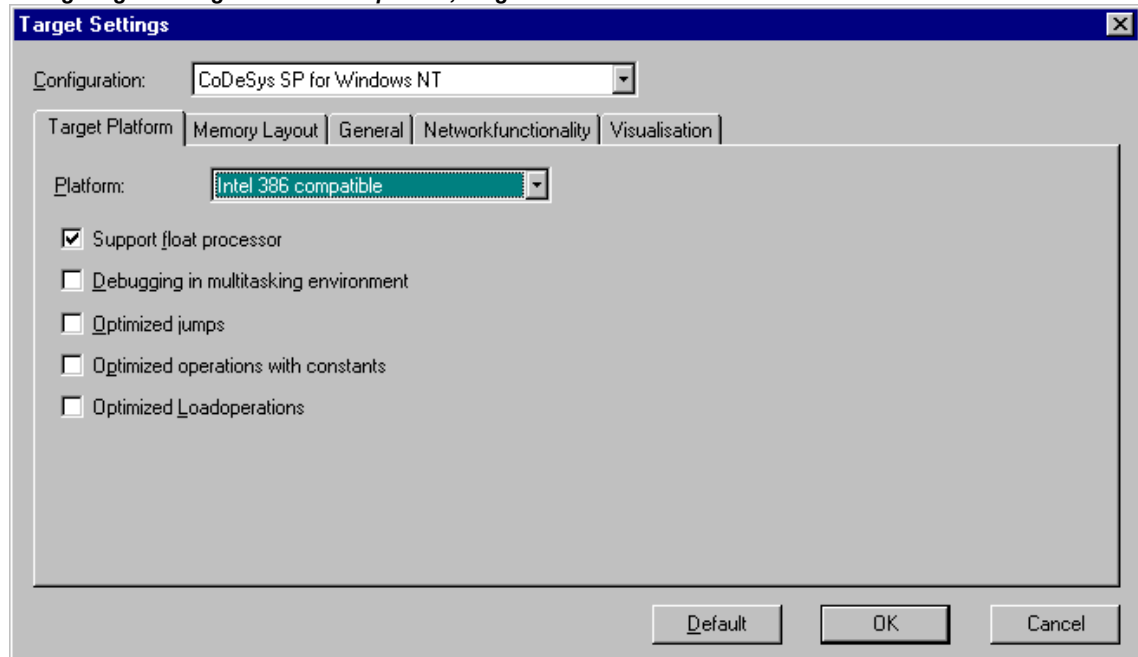 Target Settings
Configuration: CoDeSys SP for Windows NT
Target Platform Memory Layout General Networkfunctionality Visualisation
Platform: Intel 386 compatible
Support float processor
Debugging in multitasking environment
Optimized jumps
Optimized operations with constants
Optimized Loadoperations
Default OK Cancel